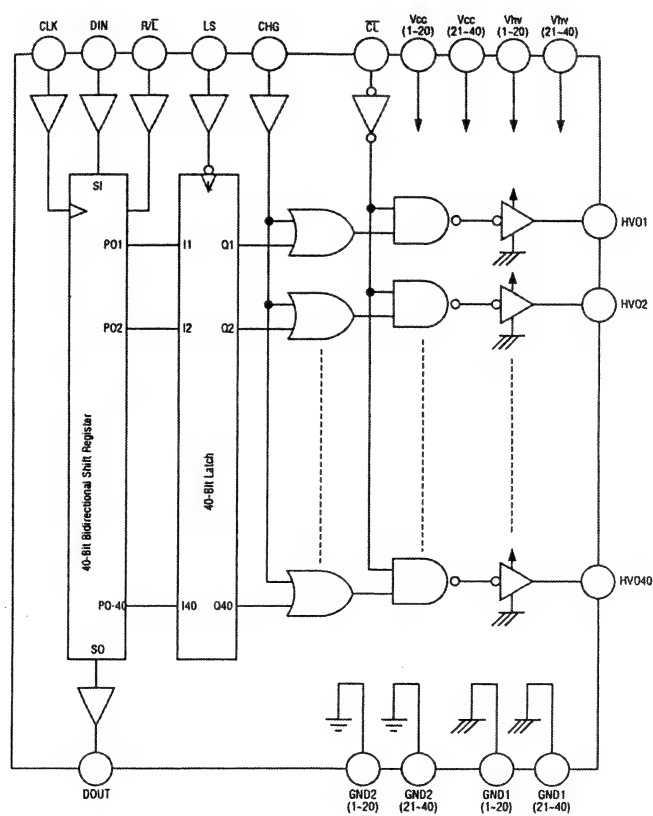 CLK DIN R/L̅ LS CHG C̅L̅ Vcc Vcc Vhv Vhv
(1~20) (21~40) (1~20) (21~40)
SI
PO1 I1 Q1 HVO1
PO2 I2 Q2 HVO2
40-Bit Bidirectional Shift Register
40-Bit Latch
PO-40 I40 Q40 HVO40
SO
DOUT GND2 GND2 GND1 GND1
(1~20) (21~40) (1~20) (21~40)